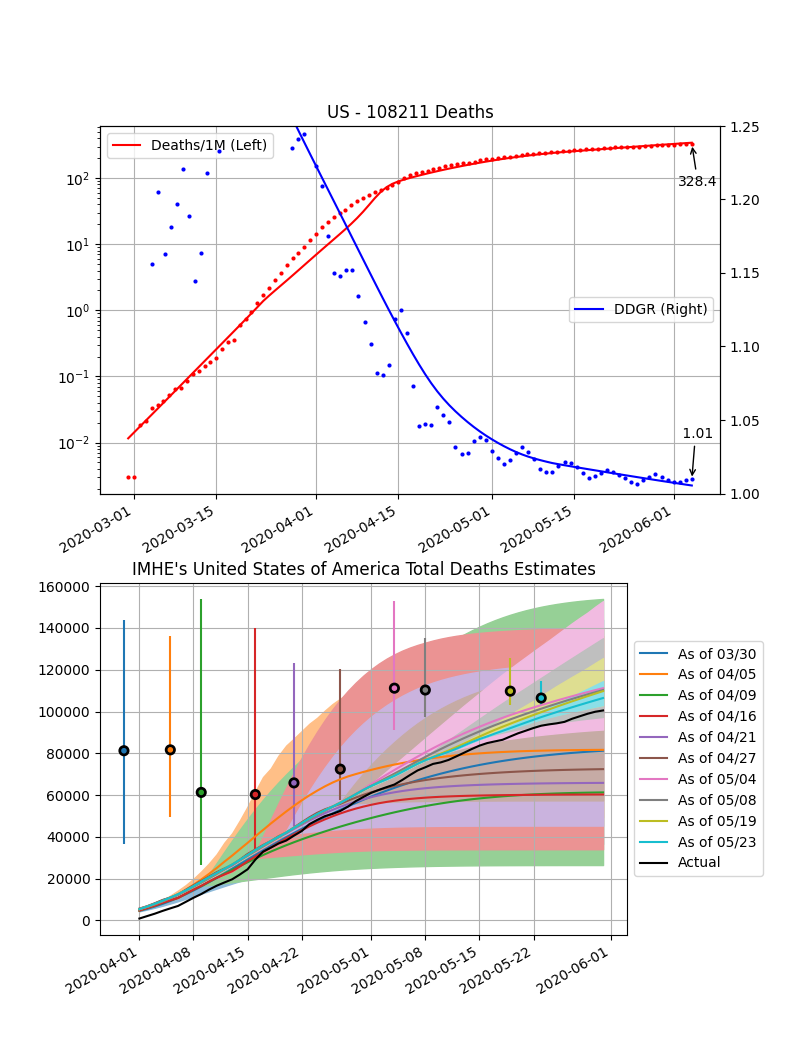 US - 108211 Deaths
Deaths/1M (Left)
1.25
10²
328.4
1.20
10¹
1.15
10⁰
DDGR (Right)
1.10
10⁻¹
1.05
1.01
10⁻²
1.00
2020-03-01 2020-03-15 2020-04-01 2020-04-15 2020-05-01 2020-05-15 2020-06-01
IMHE's United States of America Total Deaths Estimates
160000
140000
120000
100000
80000
60000
40000
20000
0
As of 03/30
As of 04/05
As of 04/09
As of 04/16
As of 04/21
As of 04/27
As of 05/04
As of 05/08
As of 05/19
As of 05/23
Actual
2020-04-01 2020-04-08 2020-04-15 2020-04-22 2020-05-01 2020-05-08 2020-05-15 2020-05-22 2020-06-01